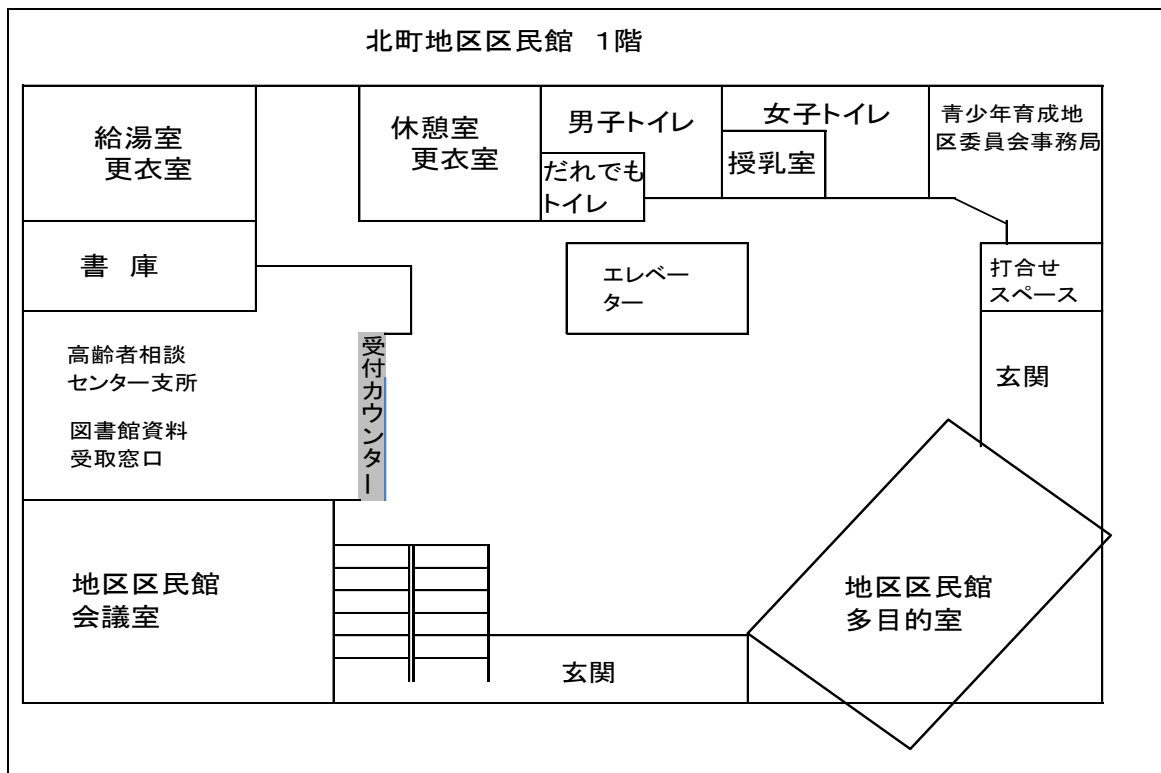 北町地区区民館 1階
給湯室
更衣室
休憩室
更衣室
男子トイレ
だれでも
トイレ
女子トイレ
授乳室
青少年育成地
区委員会事務局
書 庫
エレベー
ター
打合せ
スペース
高齢者相談
センター支所
図書館資料
受取窓口
受付カウンター
玄関
地区区民館
会議室
地区区民館
多目的室
玄関